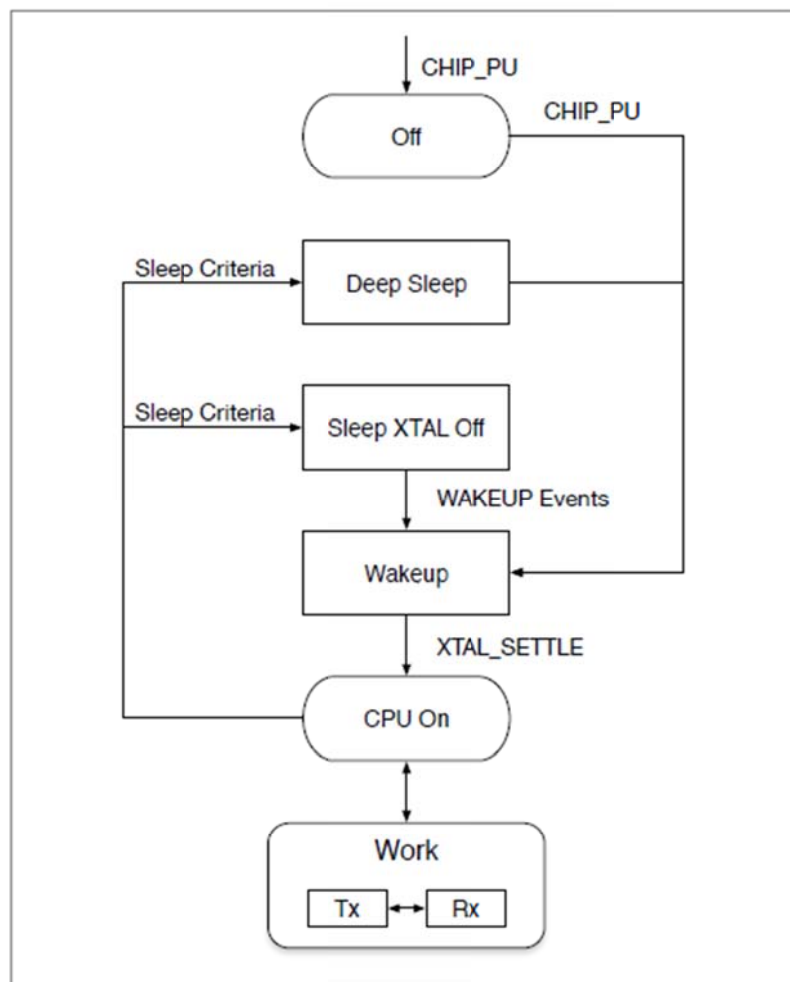 CHIP_PU
CHIP_PU
Off
Sleep Criteria
Deep Sleep
Sleep Criteria
Sleep XTAL Off
WAKEUP Events
Wakeup
XTAL_SETTLE
CPU On
Work
Tx
Rx